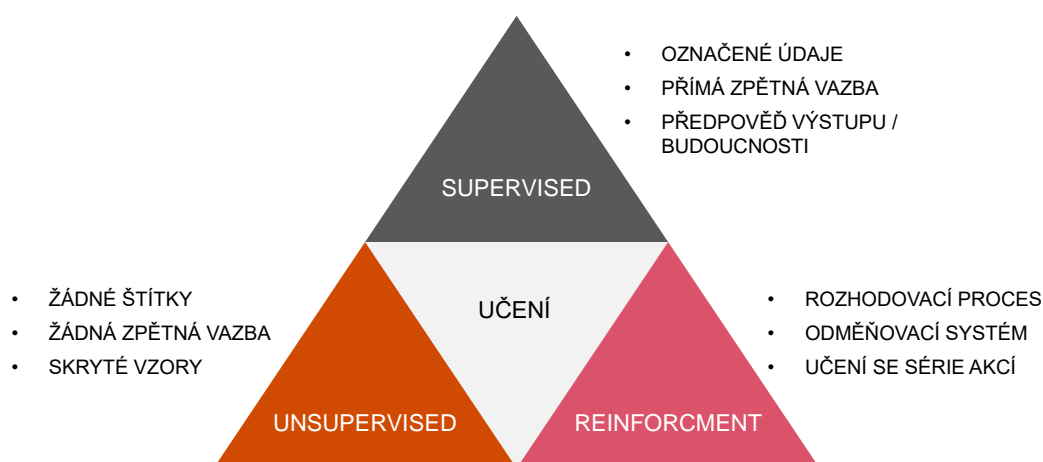 • OZNAČENÉ ÚDAJE
• PŘÍMÁ ZPĚTNÁ VAZBA
• PŘEDPOVĚĎ VÝSTUPU /
BUDOUCNOSTI
SUPERVISED
• ŽÁDNÉ ŠTÍTKY
• ŽÁDNÁ ZPĚTNÁ VAZBA
• SKRYTÉ VZORY
UČENÍ
• ROZHODOVACÍ PROCES
• ODMĚŇOVACÍ SYSTÉM
• UČENÍ SE SÉRIE AKCÍ
UNSUPERVISED
REINFORCMENT